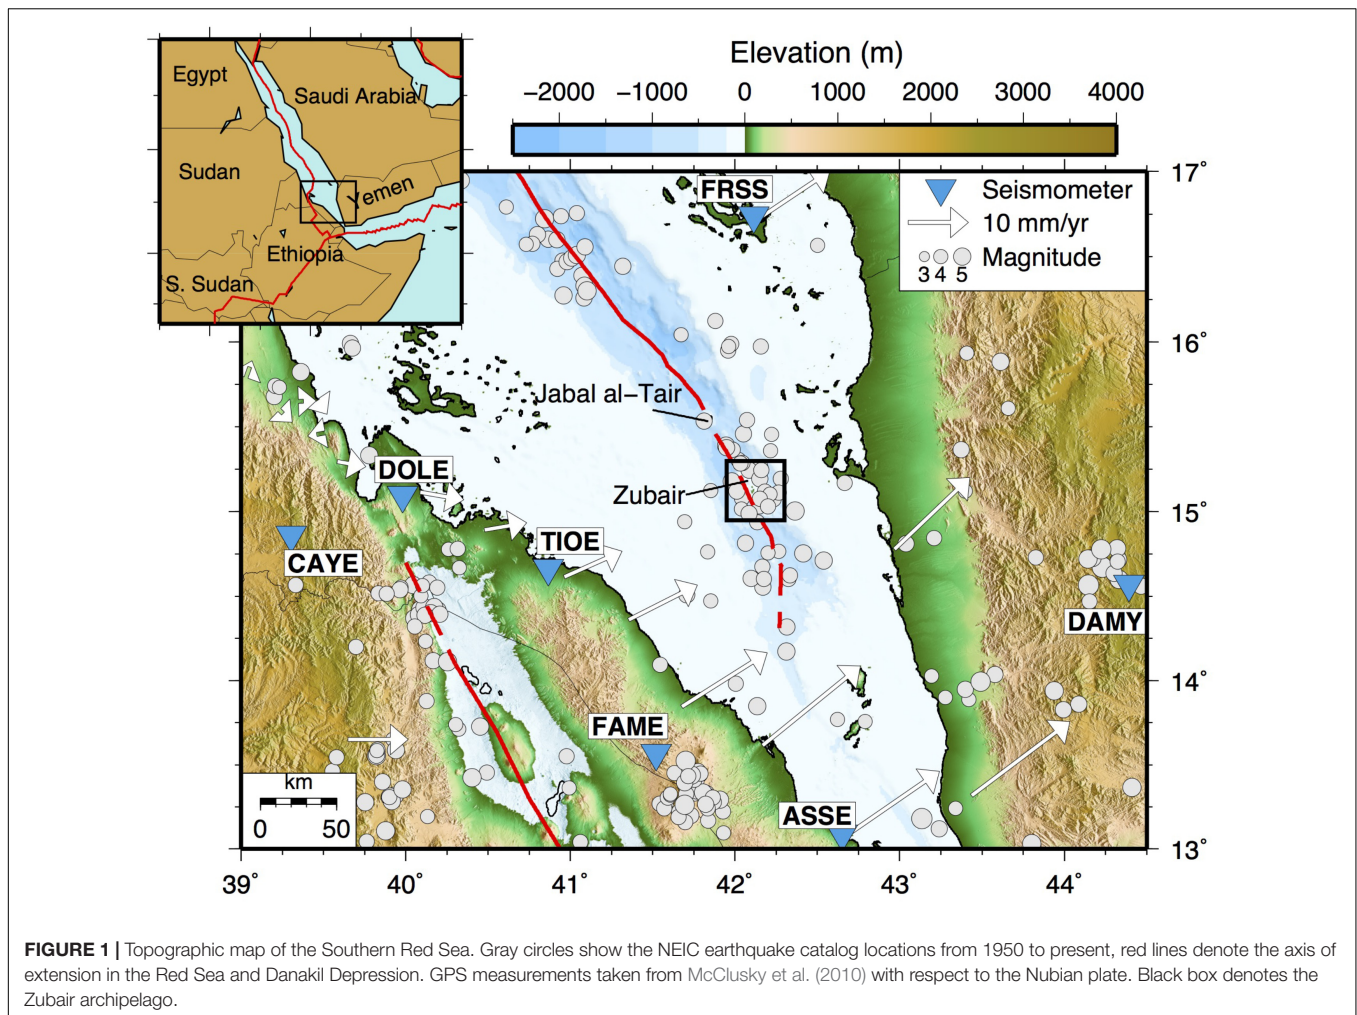 Elevation (m)
−2000 −1000 0 1000 2000 3000 4000
Egypt
Saudi Arabia
Sudan
Yemen
Ethiopia
S. Sudan
FRSS
Seismometer
10 mm/yr
3 4 5 Magnitude
17°
16°
15°
14°
13°
Jabal al−Tair
Zubair
DOLE
CAYE
TIOE
DAMY
FAME
ASSE
km
0 50
39° 40° 41° 42° 43° 44°
FIGURE 1 | Topographic map of the Southern Red Sea. Gray circles show the NEIC earthquake catalog locations from 1950 to present, red lines denote the axis of
extension in the Red Sea and Danakil Depression. GPS measurements taken from McClusky et al. (2010) with respect to the Nubian plate. Black box denotes the
Zubair archipelago.